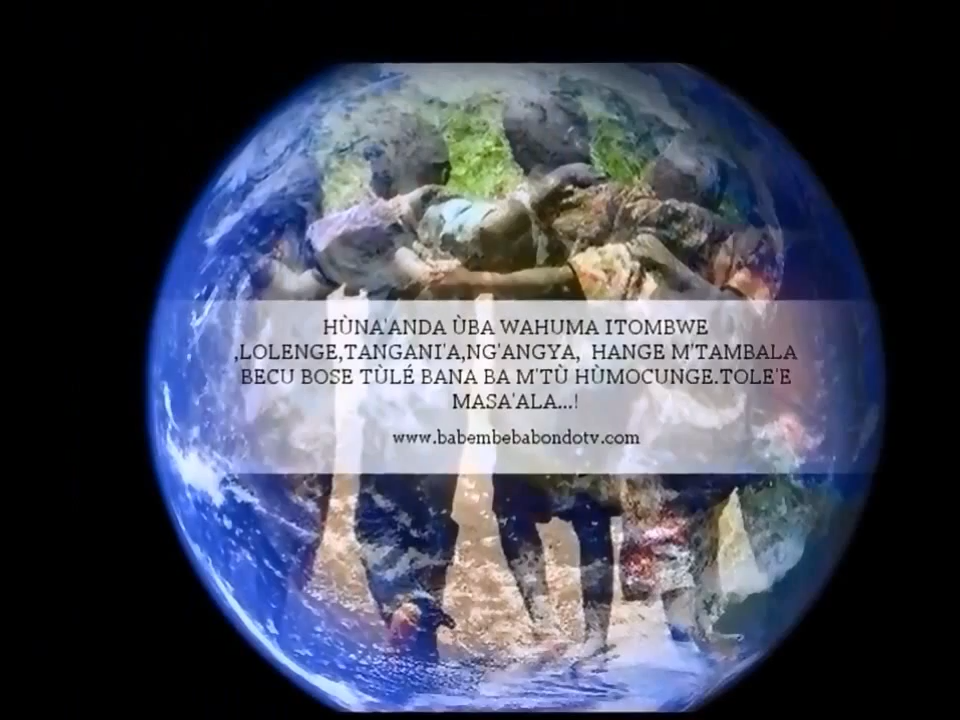 HÙNA'ANDA ÙBA WAHUMA ITOMBWE
,LOLENGE,TANGANI'A,NG'ANGYA, HANGE M'TAMBALA
BECU BOSE TÙLÉ BANA BA M'TÙ HÙMOCUNGE.TOLE'E
MASA'ALA...!
www.babembebabondotv.com